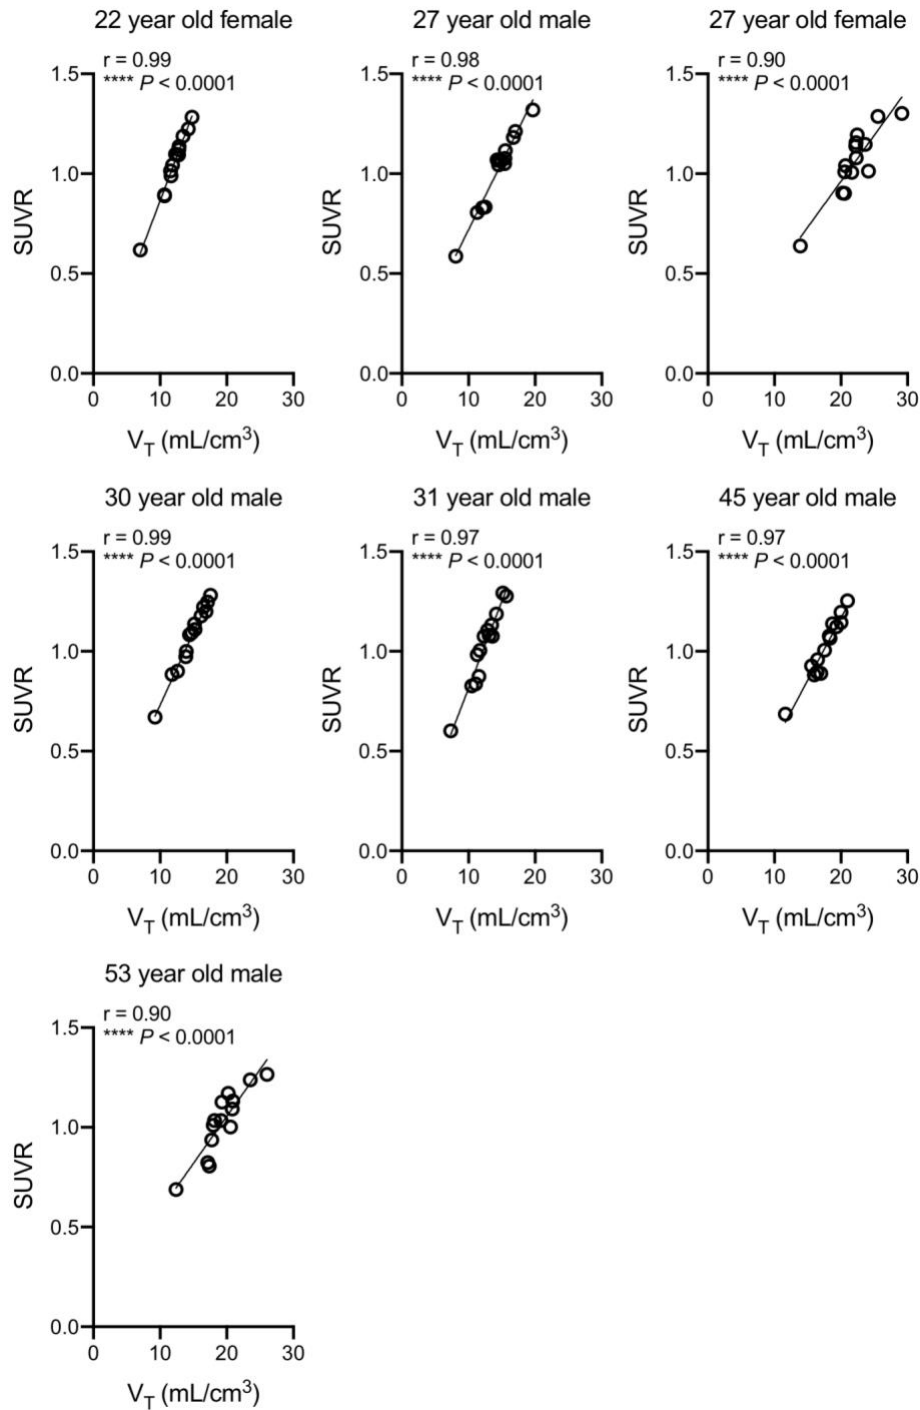 22 year old female
27 year old male
27 year old female
r = 0.99
**** P < 0.0001
r = 0.98
**** P < 0.0001
r = 0.90
**** P < 0.0001
1.5
1.0
0.5
0.0
SUVR
0 10 20 30
V_T (mL/cm³)
1.5
1.0
0.5
0.0
SUVR
0 10 20 30
V_T (mL/cm³)
1.5
1.0
0.5
0.0
SUVR
0 10 20 30
V_T (mL/cm³)
30 year old male
31 year old male
45 year old male
r = 0.99
**** P < 0.0001
r = 0.97
**** P < 0.0001
r = 0.97
**** P < 0.0001
1.5
1.0
0.5
0.0
SUVR
0 10 20 30
V_T (mL/cm³)
1.5
1.0
0.5
0.0
SUVR
0 10 20 30
V_T (mL/cm³)
1.5
1.0
0.5
0.0
SUVR
0 10 20 30
V_T (mL/cm³)
53 year old male
r = 0.90
**** P < 0.0001
1.5
1.0
0.5
0.0
SUVR
0 10 20 30
V_T (mL/cm³)